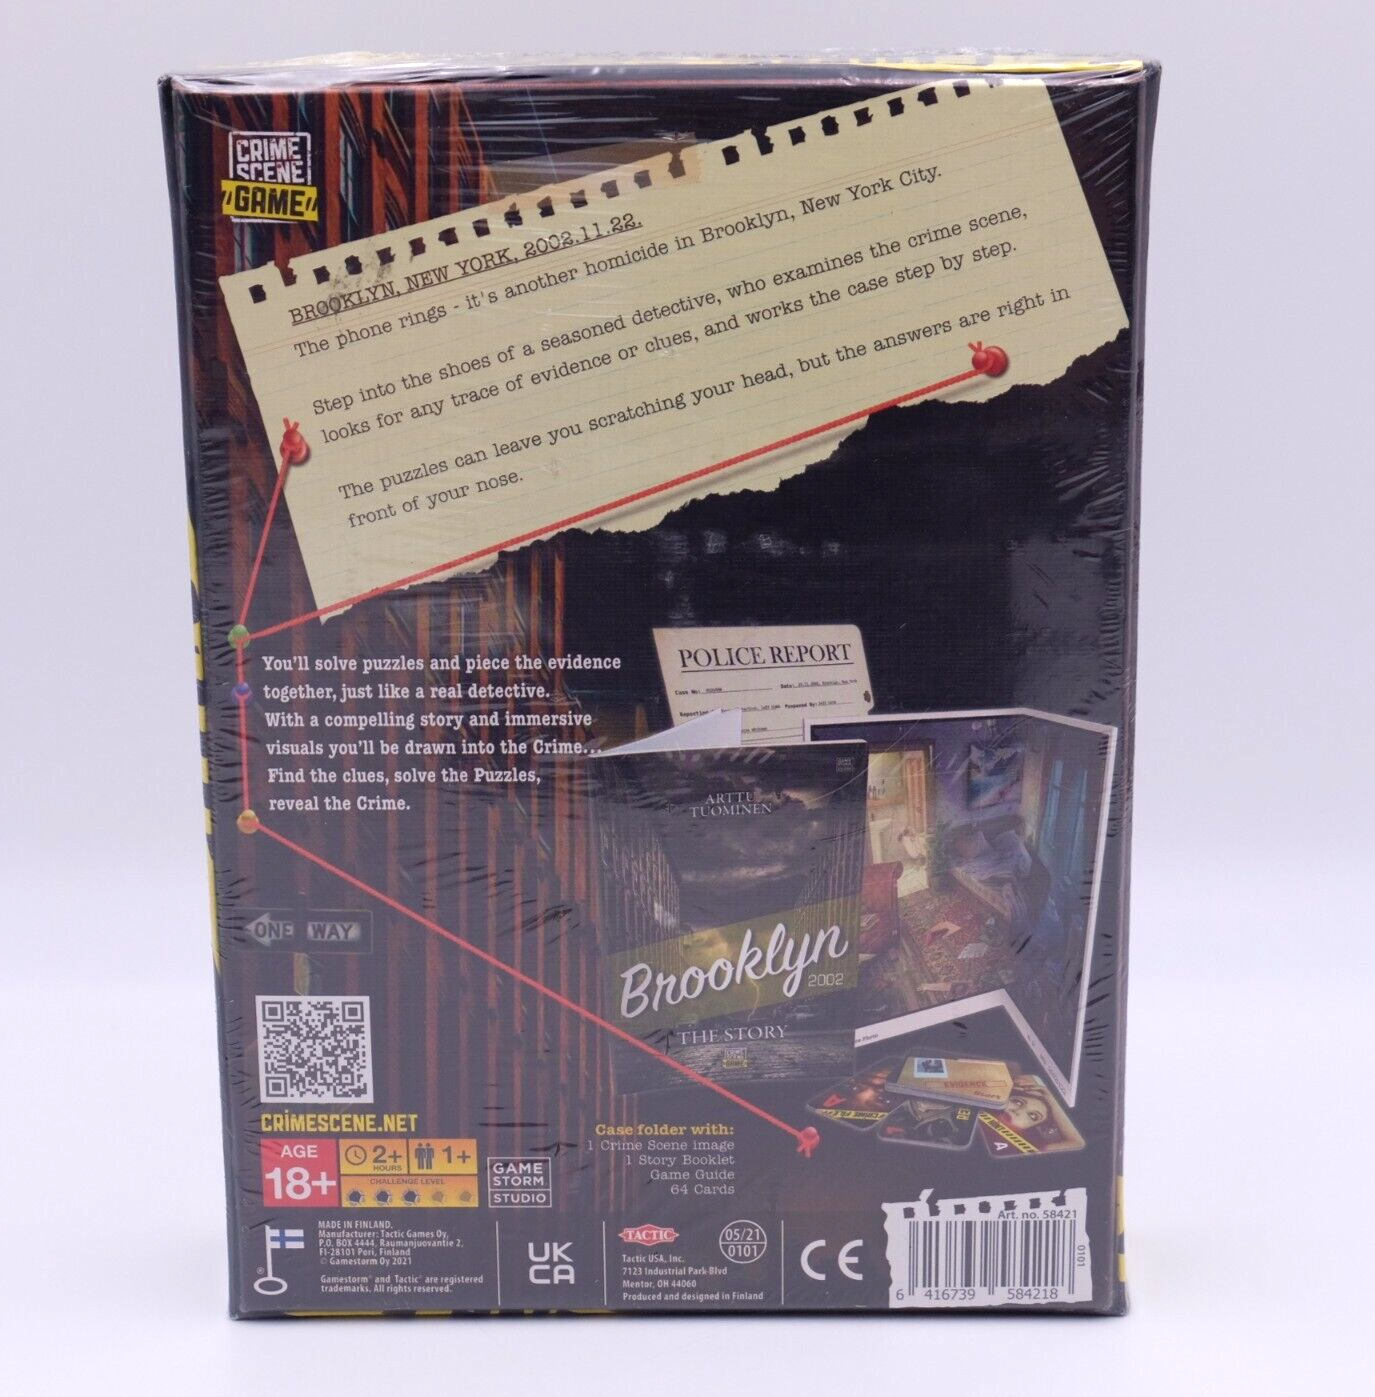 CRIME
SCENE
"GAME"
BROOKLYN, NEW YORK, 2002.11.22.
The phone rings - it's another homicide in Brooklyn, New York City.
Step into the shoes of a seasoned detective, who examines the crime scene,
looks for any trace of evidence or clues, and works the case step by step.
The puzzles can leave you scratching your head, but the answers are right in
front of your nose.
You'll solve puzzles and piece the evidence
together, just like a real detective.
With a compelling story and immersive
visuals you'll be drawn into the Crime...
Find the clues, solve the Puzzles,
reveal the Crime.
POLICE REPORT
Case No:
Date:
Prepared By:
ARTTU
TUOMINEN
Brooklyn
2002
THE STORY
GAME
EVIDENCE
ONE WAY
CRIMESCENE.NET
AGE
18+
2+
HOURS
1+
CHALLENGE LEVEL
GAME
STORM
STUDIO
Case folder with:
1 Crime Scene image
1 Story Booklet
Game Guide
64 Cards
MADE IN FINLAND.
Manufacturer: Tactic Games Oy,
P.O. BOX 4444, Raumanjuovantie 2,
FI-28101 Pori, Finland
© Gamestorm Oy 2021
Gamestorm® and Tactic® are registered
trademarks. All rights reserved.
UK
CA
TACTIC
05/21
0101
Tactic USA, Inc.
7123 Industrial Park Blvd
Mentor, OH 44060
Produced and designed in Finland
CE
Art. no. 58421
0101
6 416739 584218